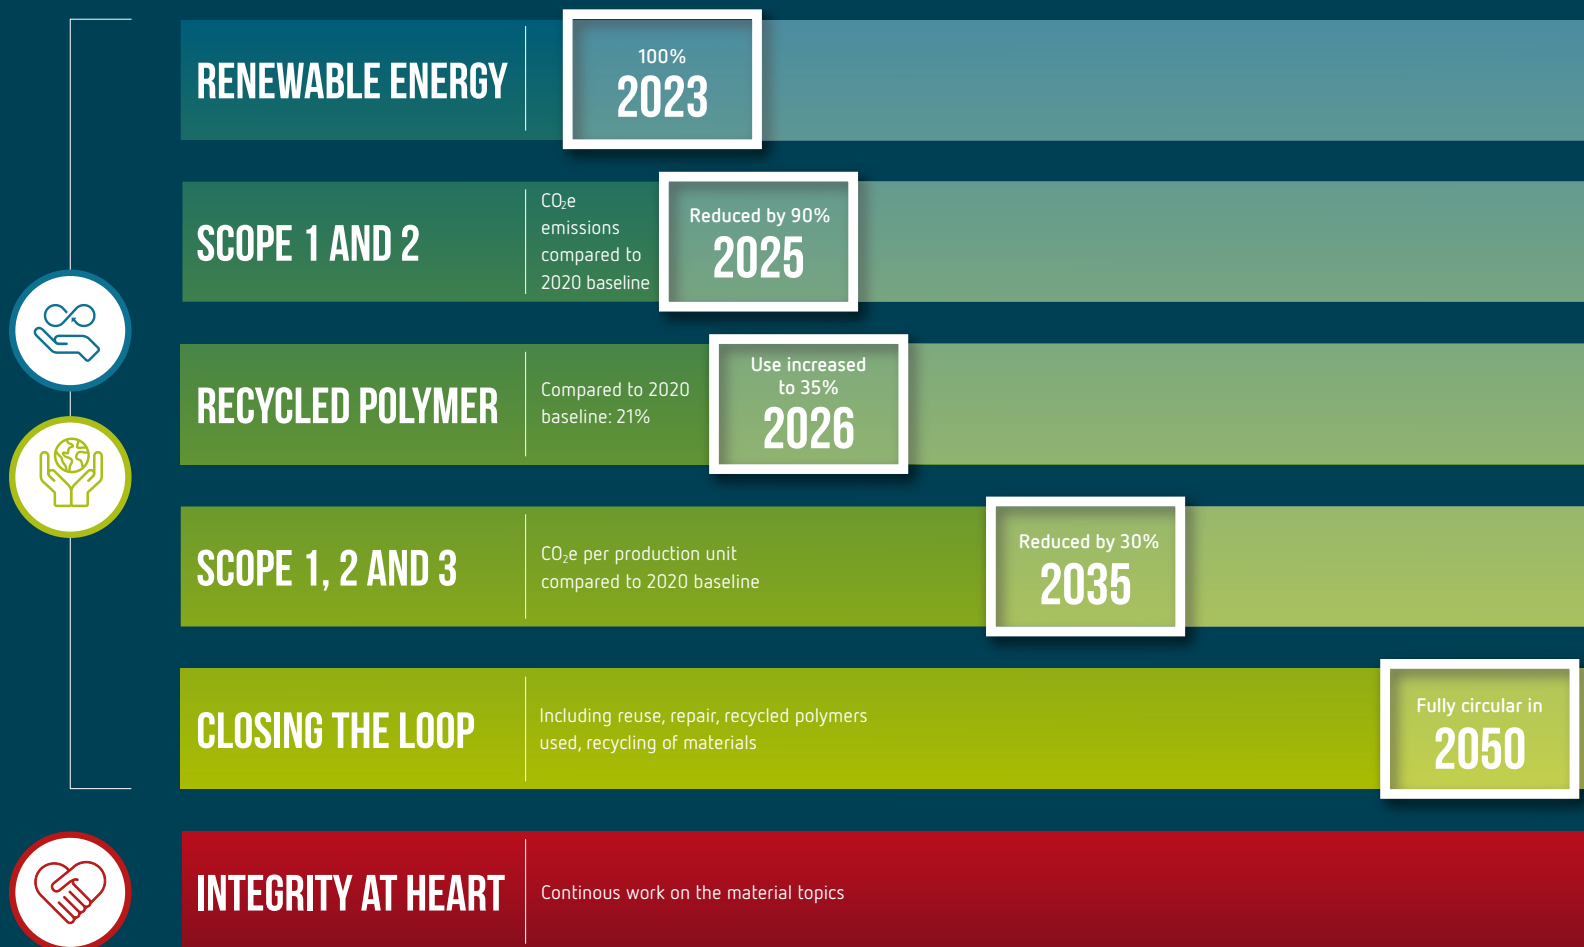 RENEWABLE ENERGY
100%
2023
SCOPE 1 AND 2
CO₂e
emissions
compared to
2020 baseline
Reduced by 90%
2025
RECYCLED POLYMER
Compared to 2020
baseline: 21%
Use increased
to 35%
2026
SCOPE 1, 2 AND 3
CO₂e per production unit
compared to 2020 baseline
Reduced by 30%
2035
CLOSING THE LOOP
Including reuse, repair, recycled polymers
used, recycling of materials
Fully circular in
2050
INTEGRITY AT HEART
Continous work on the material topics